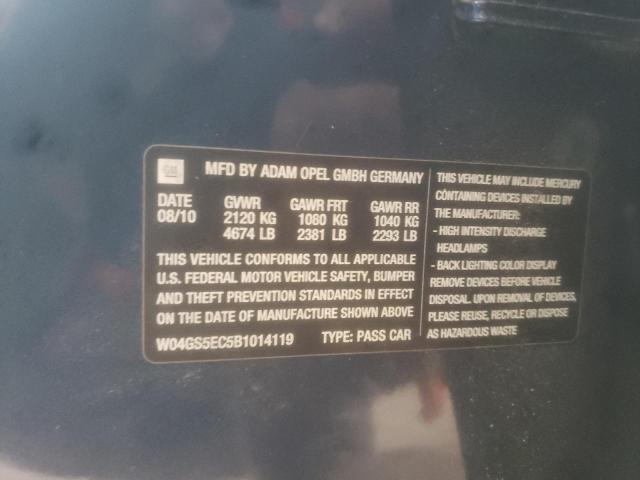 GM
MFD BY ADAM OPEL GMBH GERMANY
DATE GVWR GAWR FRT GAWR RR
08/10 2120 KG 1080 KG 1040 KG
4674 LB 2381 LB 2293 LB
THIS VEHICLE CONFORMS TO ALL APPLICABLE
U.S. FEDERAL MOTOR VEHICLE SAFETY, BUMPER
AND THEFT PREVENTION STANDARDS IN EFFECT
ON THE DATE OF MANUFACTURE SHOWN ABOVE
W04GS5EC5B1014119 TYPE: PASS CAR
THIS VEHICLE MAY INCLUDE MERCURY
CONTAINING DEVICES INSTALLED BY
THE MANUFACTURER:
- HIGH INTENSITY DISCHARGE
HEADLAMPS
- BACK LIGHTING COLOR DISPLAY
REMOVE DEVICES BEFORE VEHICLE
DISPOSAL. UPON REMOVAL OF DEVICES,
PLEASE REUSE, RECYCLE OR DISPOSE
AS HAZARDOUS WASTE